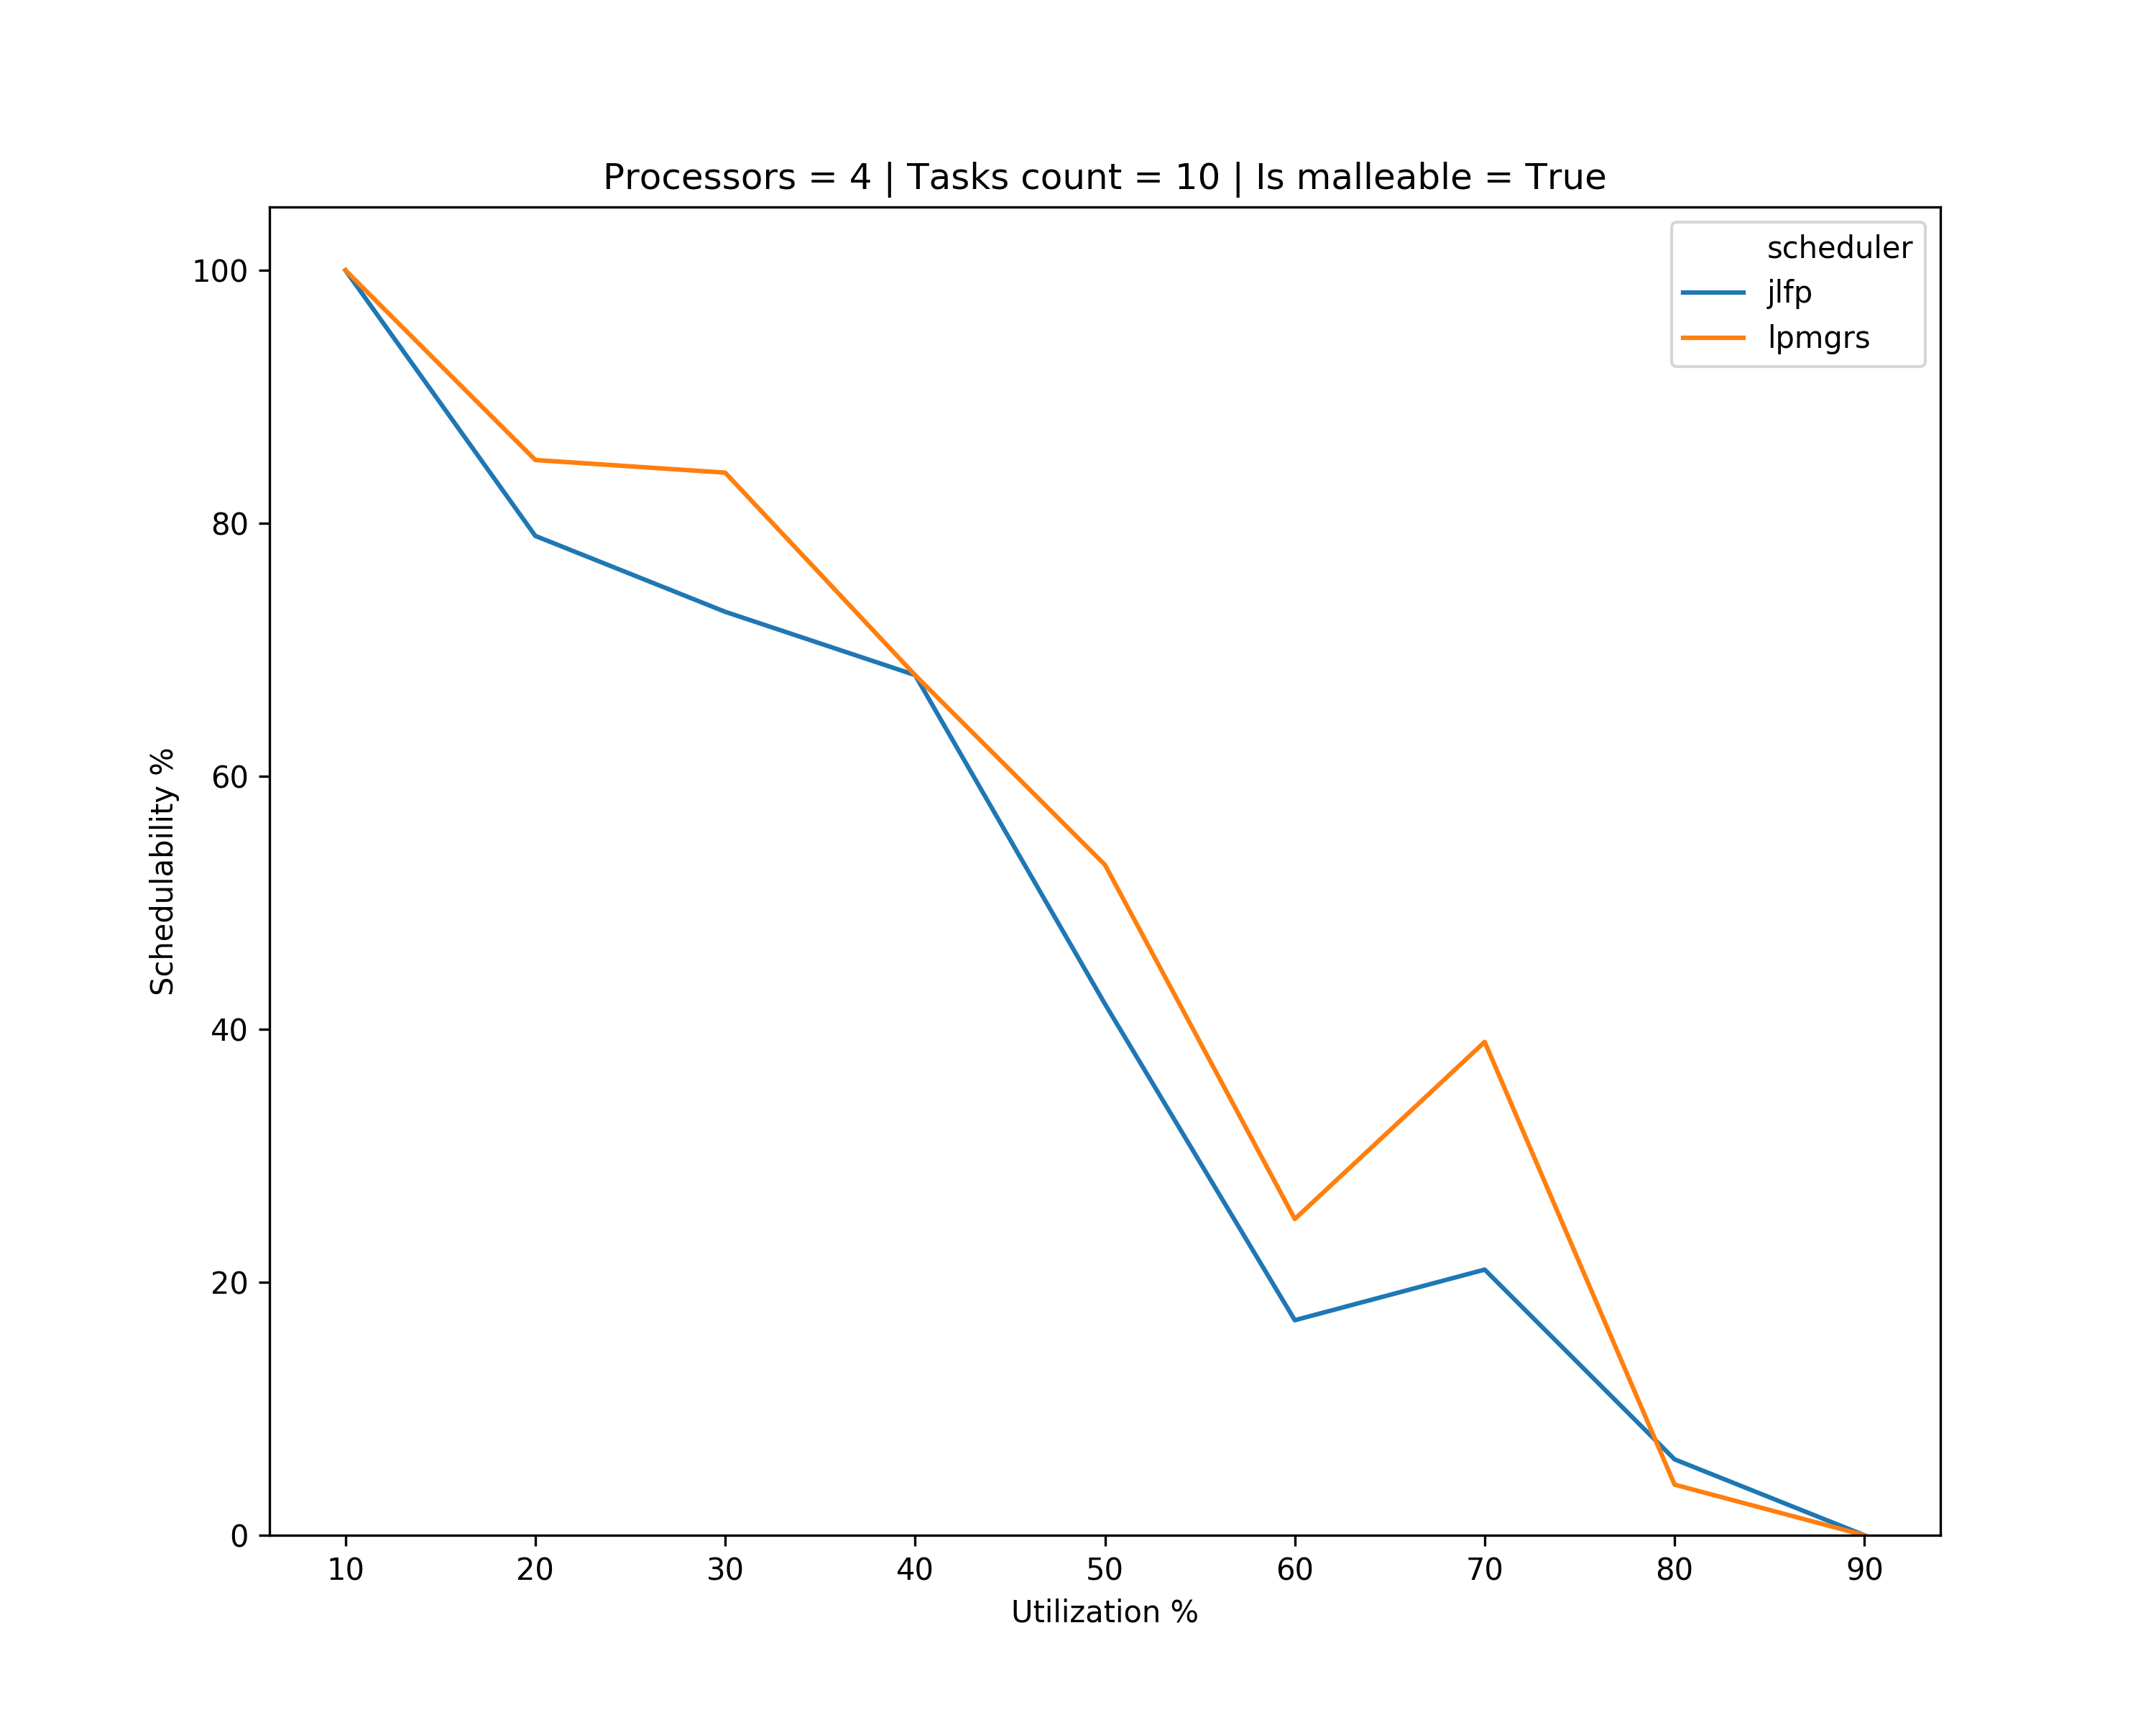 Processors = 4 | Tasks count = 10 | Is malleable = True
scheduler
jlfp
lpmgrs
Schedulability %
100
80
60
40
20
0
10 20 30 40 50 60 70 80 90
Utilization %